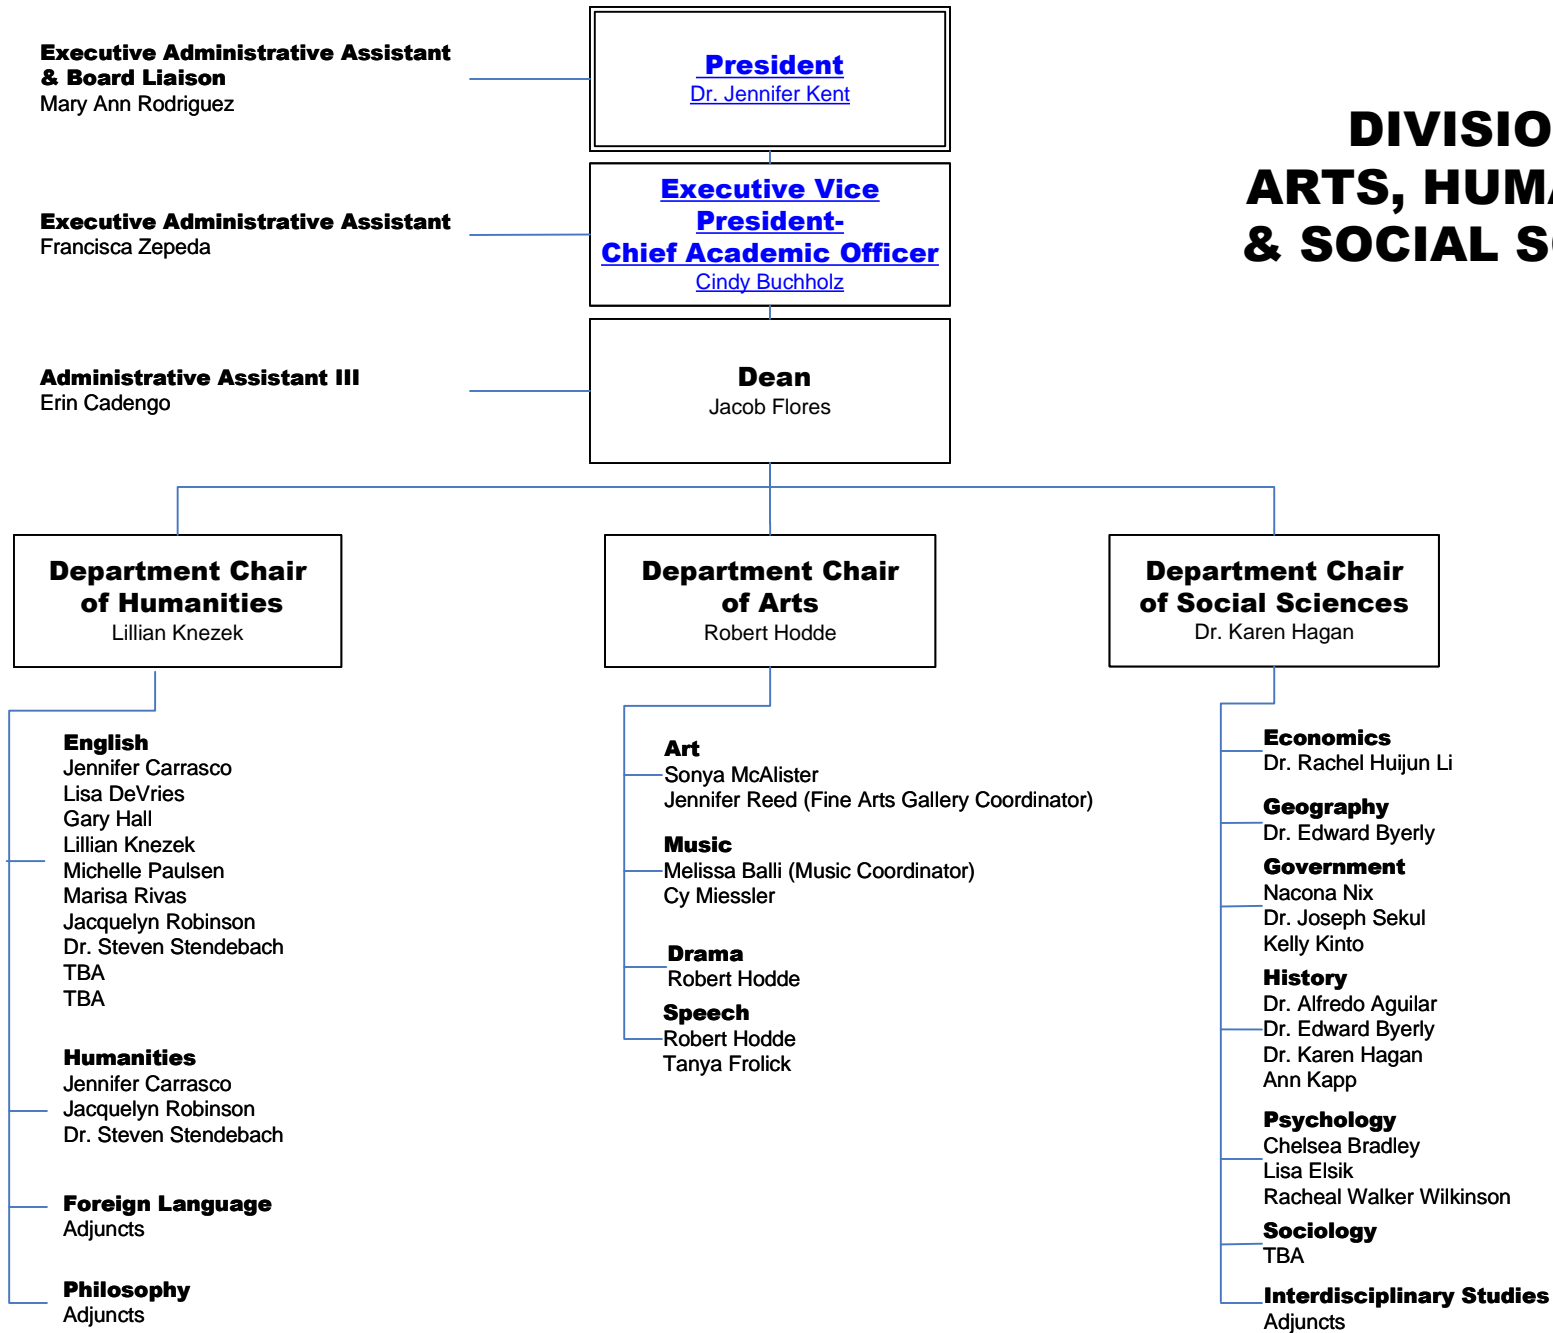 Executive Administrative Assistant
& Board Liaison
Mary Ann Rodriguez
President
Dr. Jennifer Kent
DIVISIO
ARTS, HUMA
& SOCIAL SC
Executive Administrative Assistant
Francisca Zepeda
Executive Vice
President-
Chief Academic Officer
Cindy Buchholz
Administrative Assistant III
Erin Cadengo
Dean
Jacob Flores
Department Chair
of Humanities
Lillian Knezek
English
Jennifer Carrasco
Lisa DeVries
Gary Hall
Lillian Knezek
Michelle Paulsen
Marisa Rivas
Jacquelyn Robinson
Dr. Steven Stendebach
TBA
TBA
Humanities
Jennifer Carrasco
Jacquelyn Robinson
Dr. Steven Stendebach
Foreign Language
Adjuncts
Philosophy
Adjuncts
Department Chair
of Arts
Robert Hodde
Art
Sonya McAlister
Jennifer Reed (Fine Arts Gallery Coordinator)
Music
Melissa Balli (Music Coordinator)
Cy Miessler
Drama
Robert Hodde
Speech
Robert Hodde
Tanya Frolick
Department Chair
of Social Sciences
Dr. Karen Hagan
Economics
Dr. Rachel Huijun Li
Geography
Dr. Edward Byerly
Government
Nacona Nix
Dr. Joseph Sekul
Kelly Kinto
History
Dr. Alfredo Aguilar
Dr. Edward Byerly
Dr. Karen Hagan
Ann Kapp
Psychology
Chelsea Bradley
Lisa Elsik
Racheal Walker Wilkinson
Sociology
TBA
Interdisciplinary Studies
Adjuncts